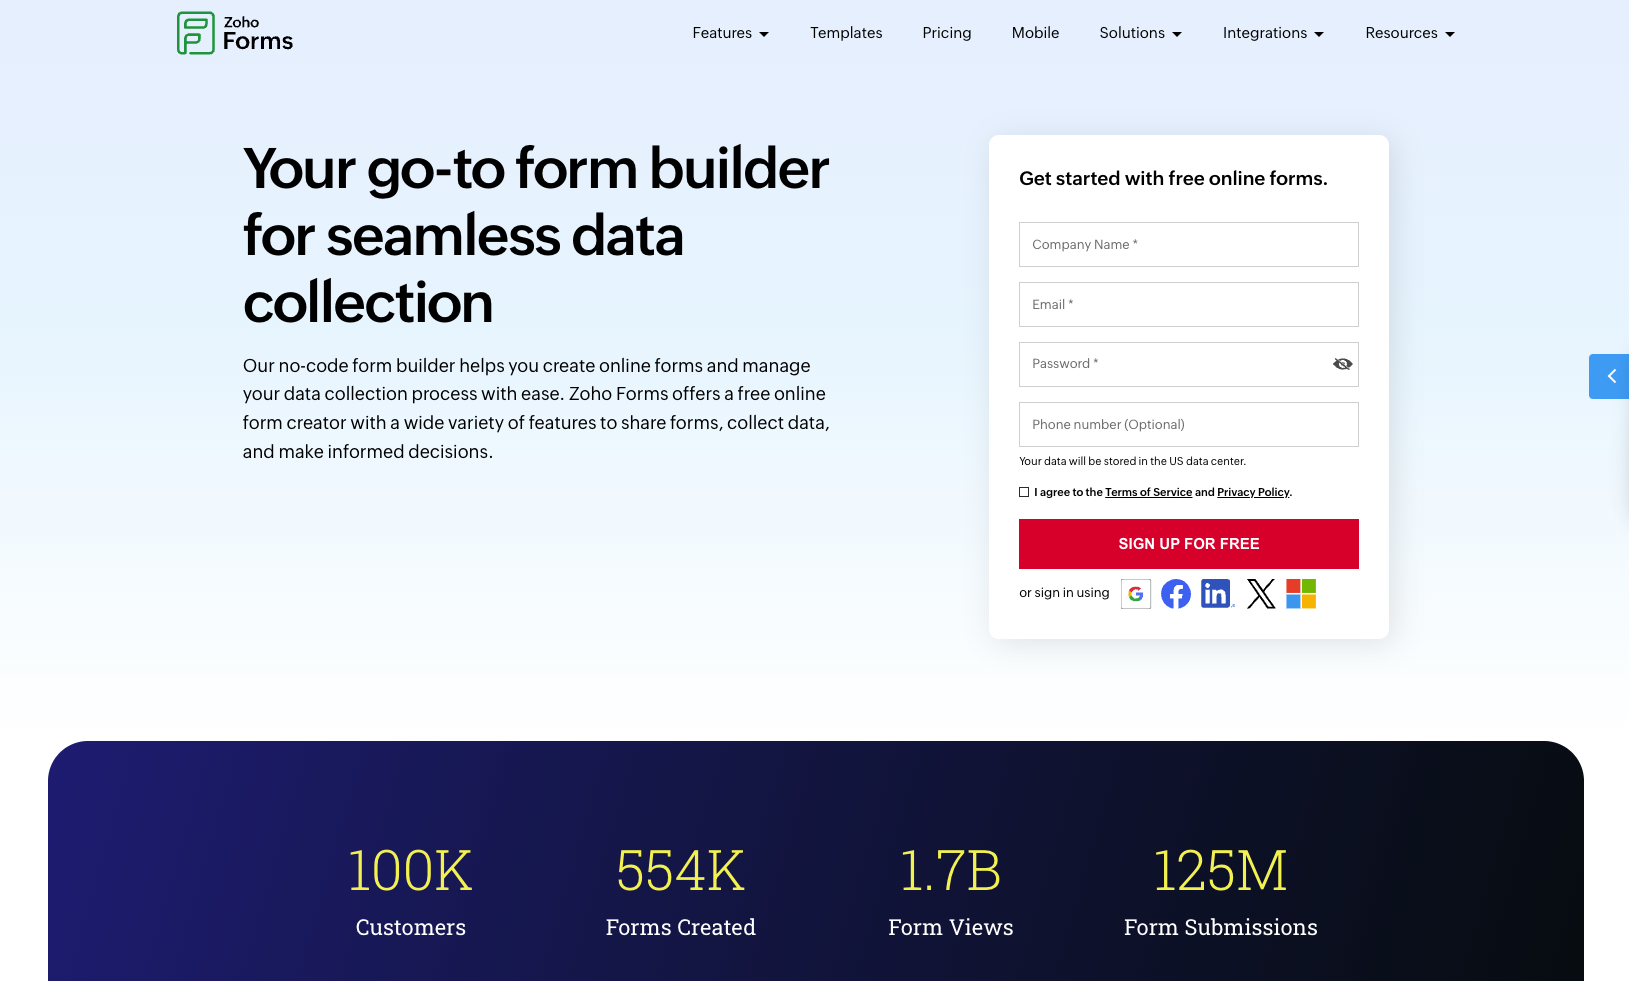 Zoho
Forms
Features
Templates
Pricing
Mobile
Solutions
Integrations
Resources
Your go-to form builder
for seamless data
collection
Our no-code form builder helps you create online forms and manage
your data collection process with ease. Zoho Forms offers a free online
form creator with a wide variety of features to share forms, collect data,
and make informed decisions.
Get started with free online forms.
Company Name *
Email *
Password *
Phone number (Optional)
Your data will be stored in the US data center.
I agree to the Terms of Service and Privacy Policy.
SIGN UP FOR FREE
or sign in using
100K
Customers
554K
Forms Created
1.7B
Form Views
125M
Form Submissions